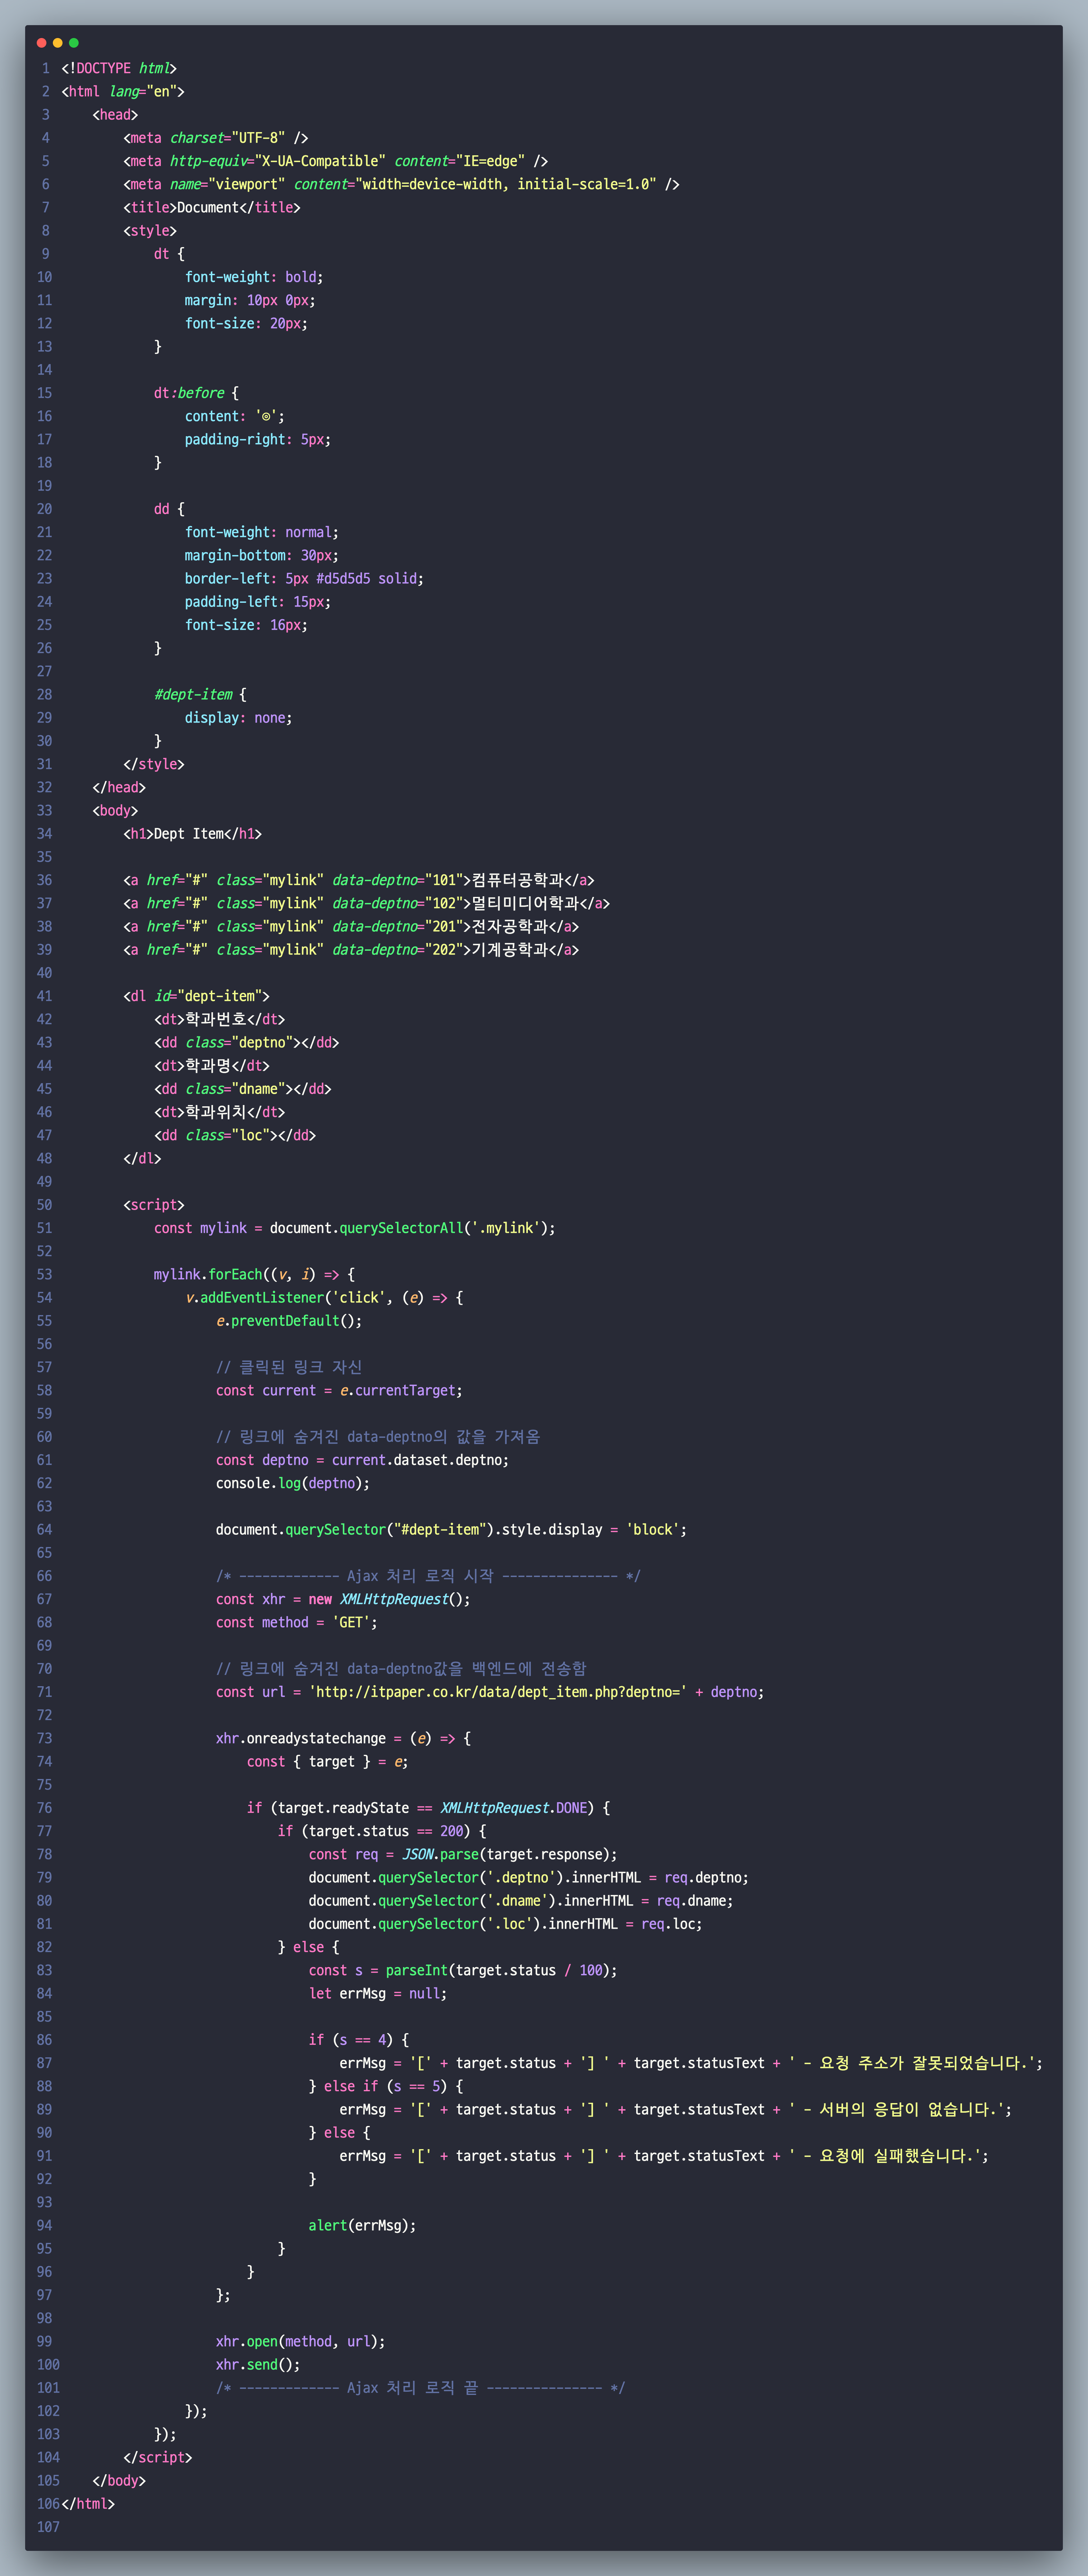 1 <!DOCTYPE html>
2 <html lang="en">
3     <head>
4         <meta charset="UTF-8" />
5         <meta http-equiv="X-UA-Compatible" content="IE=edge" />
6         <meta name="viewport" content="width=device-width, initial-scale=1.0" />
7         <title>Document</title>
8         <style>
9             dt {
10                 font-weight: bold;
11                 margin: 10px 0px;
12                 font-size: 20px;
13             }
14
15             dt:before {
16                 content: '◎';
17                 padding-right: 5px;
18             }
19
20             dd {
21                 font-weight: normal;
22                 margin-bottom: 30px;
23                 border-left: 5px #d5d5d5 solid;
24                 padding-left: 15px;
25                 font-size: 16px;
26             }
27
28             #dept-item {
29                 display: none;
30             }
31         </style>
32     </head>
33     <body>
34         <h1>Dept Item</h1>
35
36         <a href="#" class="mylink" data-deptno="101">컴퓨터공학과</a>
37         <a href="#" class="mylink" data-deptno="102">멀티미디어학과</a>
38         <a href="#" class="mylink" data-deptno="201">전자공학과</a>
39         <a href="#" class="mylink" data-deptno="202">기계공학과</a>
40
41         <dl id="dept-item">
42             <dt>학과번호</dt>
43             <dd class="deptno"></dd>
44             <dt>학과명</dt>
45             <dd class="dname"></dd>
46             <dt>학과위치</dt>
47             <dd class="loc"></dd>
48         </dl>
49
50         <script>
51             const mylink = document.querySelectorAll('.mylink');
52
53             mylink.forEach((v, i) => {
54                 v.addEventListener('click', (e) => {
55                     e.preventDefault();
56
57                     // 클릭된 링크 자신
58                     const current = e.currentTarget;
59
60                     // 링크에 숨겨진 data-deptno의 값을 가져옴
61                     const deptno = current.dataset.deptno;
62                     console.log(deptno);
63
64                     document.querySelector("#dept-item").style.display = 'block';
65
66                     /* ------------- Ajax 처리 로직 시작 --------------- */
67                     const xhr = new XMLHttpRequest();
68                     const method = 'GET';
69
70                     // 링크에 숨겨진 data-deptno값을 백엔드에 전송함
71                     const url = 'http://itpaper.co.kr/data/dept_item.php?deptno=' + deptno;
72
73                     xhr.onreadystatechange = (e) => {
74                         const { target } = e;
75
76                         if (target.readyState == XMLHttpRequest.DONE) {
77                             if (target.status == 200) {
78                                 const req = JSON.parse(target.response);
79                                 document.querySelector('.deptno').innerHTML = req.deptno;
80                                 document.querySelector('.dname').innerHTML = req.dname;
81                                 document.querySelector('.loc').innerHTML = req.loc;
82                             } else {
83                                 const s = parseInt(target.status / 100);
84                                 let errMsg = null;
85
86                                 if (s == 4) {
87                                     errMsg = '[' + target.status + '] ' + target.statusText + ' - 요청 주소가 잘못되었습니다.';
88                                 } else if (s == 5) {
89                                     errMsg = '[' + target.status + '] ' + target.statusText + ' - 서버의 응답이 없습니다.';
90                                 } else {
91                                     errMsg = '[' + target.status + '] ' + target.statusText + ' - 요청에 실패했습니다.';
92                                 }
93
94                                 alert(errMsg);
95                             }
96                         }
97                     };
98
99                     xhr.open(method, url);
100                     xhr.send();
101                     /* ------------- Ajax 처리 로직 끝 --------------- */
102                 });
103             });
104         </script>
105     </body>
106</html>
107